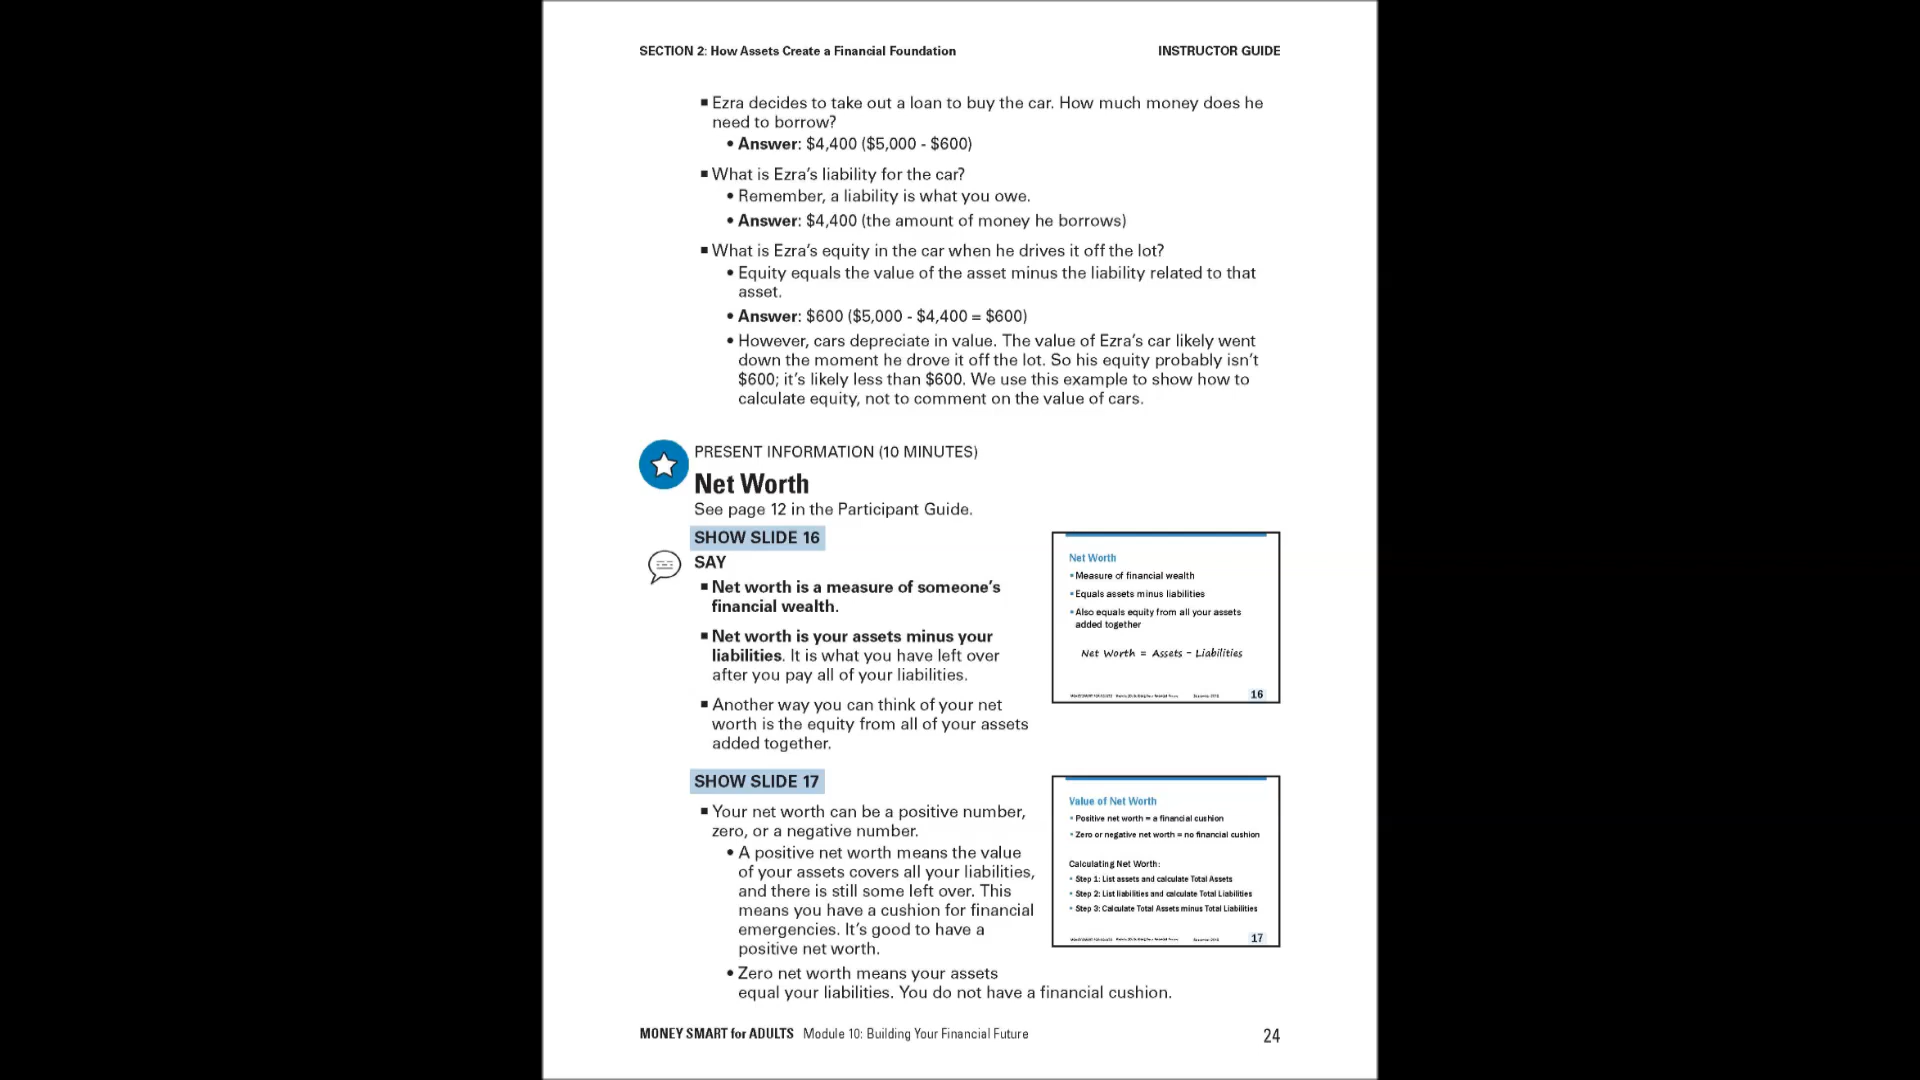 SECTION 2: How Assets Create a Financial Foundation
INSTRUCTOR GUIDE
▪ Ezra decides to take out a loan to buy the car. How much money does he
need to borrow?
• Answer: $4,400 ($5,000 - $600)
▪ What is Ezra's liability for the car?
• Remember, a liability is what you owe.
• Answer: $4,400 (the amount of money he borrows)
▪ What is Ezra's equity in the car when he drives it off the lot?
• Equity equals the value of the asset minus the liability related to that
asset.
• Answer: $600 ($5,000 - $4,400 = $600)
• However, cars depreciate in value. The value of Ezra's car likely went
down the moment he drove it off the lot. So his equity probably isn't
$600; it's likely less than $600. We use this example to show how to
calculate equity, not to comment on the value of cars.
PRESENT INFORMATION (10 MINUTES)
Net Worth
See page 12 in the Participant Guide.
SHOW SLIDE 16
SAY
▪ Net worth is a measure of someone's
financial wealth.
▪ Net worth is your assets minus your
liabilities. It is what you have left over
after you pay all of your liabilities.
▪ Another way you can think of your net
worth is the equity from all of your assets
added together.
Net Worth
• Measure of financial wealth
• Equals assets minus liabilities
• Also equals equity from all your assets
added together
Net Worth = Assets - Liabilities
16
SHOW SLIDE 17
▪ Your net worth can be a positive number,
zero, or a negative number.
• A positive net worth means the value
of your assets covers all your liabilities,
and there is still some left over. This
means you have a cushion for financial
emergencies. It's good to have a
positive net worth.
• Zero net worth means your assets
equal your liabilities. You do not have a financial cushion.
Value of Net Worth
• Positive net worth = a financial cushion
• Zero or negative net worth = no financial cushion
Calculating Net Worth:
• Step 1: List assets and calculate Total Assets
• Step 2: List liabilities and calculate Total Liabilities
• Step 3: Calculate Total Assets minus Total Liabilities
17
MONEY SMART for ADULTS Module 10: Building Your Financial Future
24